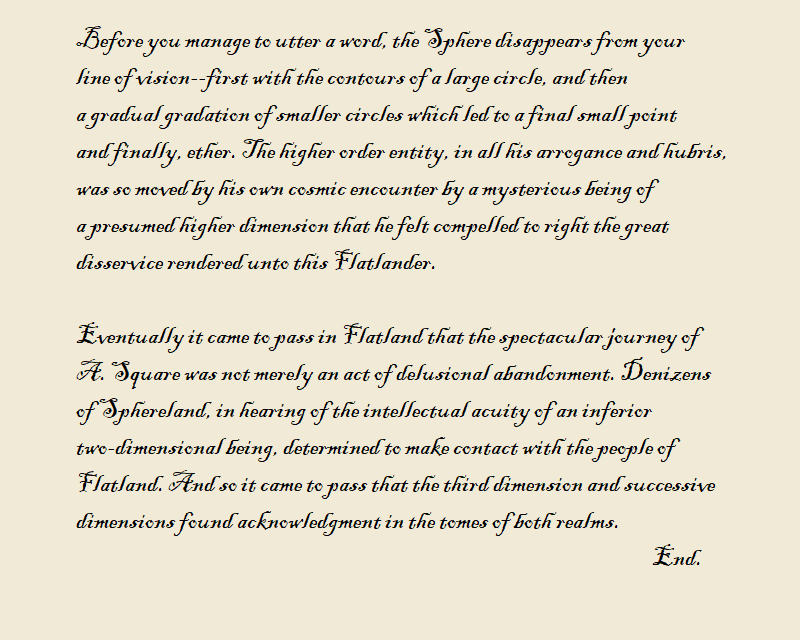 Before you manage to utter a word, the Sphere disappears from your
line of vision--first with the contours of a large circle, and then
a gradual gradation of smaller circles which led to a final small point
and finally, ether. The higher order entity, in all his arrogance and hubris,
was so moved by his own cosmic encounter by a mysterious being of
a presumed higher dimension that he felt compelled to right the great
disservice rendered unto this Flatlander.
Eventually it came to pass in Flatland that the spectacular journey of
A. Square was not merely an act of delusional abandonment. Denizens
of Sphereland, in hearing of the intellectual acuity of an inferior
two-dimensional being, determined to make contact with the people of
Flatland. And so it came to pass that the third dimension and successive
dimensions found acknowledgment in the tomes of both realms.
End.